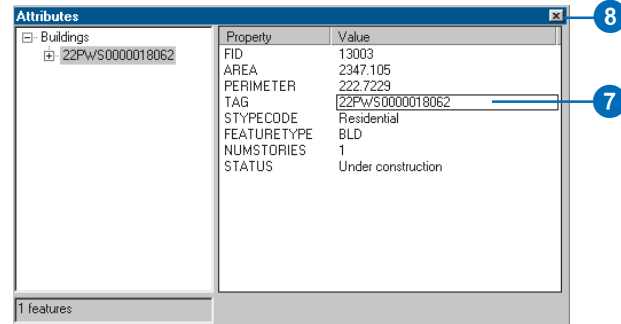 Attributes
8
Buildings
22PWS0000018062
Property Value
FID 13003
AREA 2347.105
PERIMETER 222.7229
TAG 22PWS0000018062
7
STYPECODE Residential
FEATURETYPE BLD
NUMSTORIES 1
STATUS Under construction
1 features